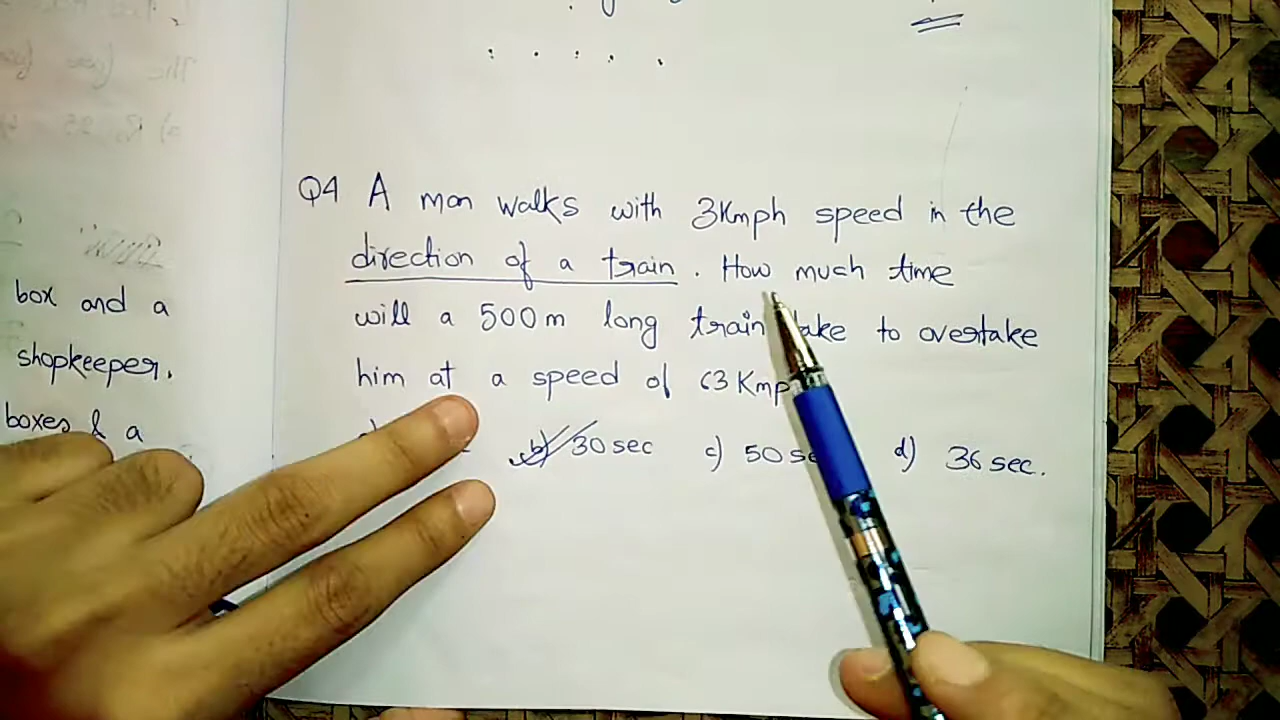 box and a
shopkeeper.
boxes & a
Q4 A man walks with 3Kmph speed in the
direction of a train. How much time
will a 500m long train take to overtake
him at a speed of 63 Kmp
b) 30 sec c) 50 se d) 36 sec.